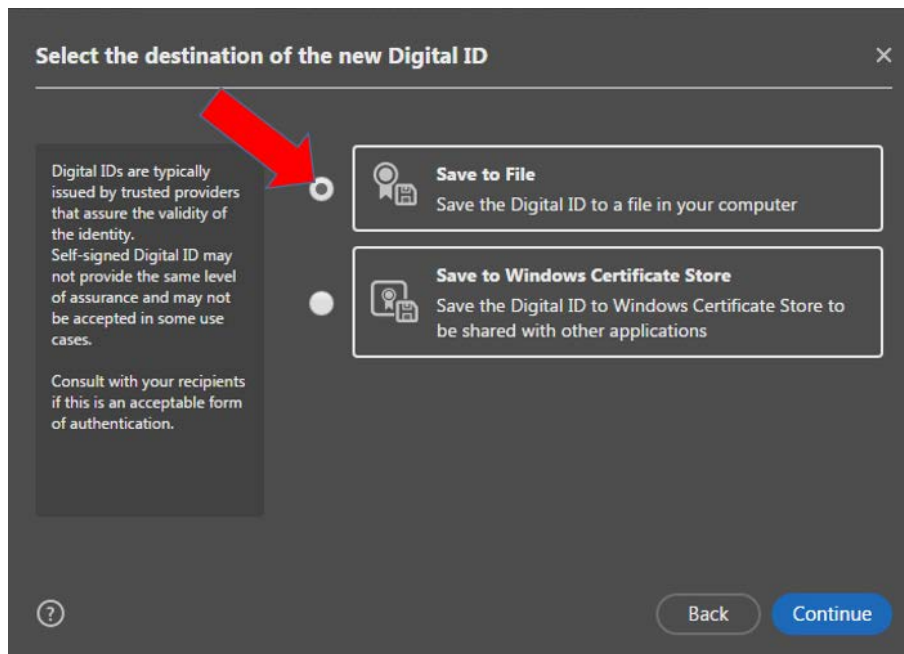 Select the destination of the new Digital ID
Digital IDs are typically
issued by trusted providers
that assure the validity of
the identity.
Self-signed Digital ID may
not provide the same level
of assurance and may not
be accepted in some use
cases.
Consult with your recipients
if this is an acceptable form
of authentication.
Save to File
Save the Digital ID to a file in your computer
Save to Windows Certificate Store
Save the Digital ID to Windows Certificate Store to
be shared with other applications
?
Back
Continue